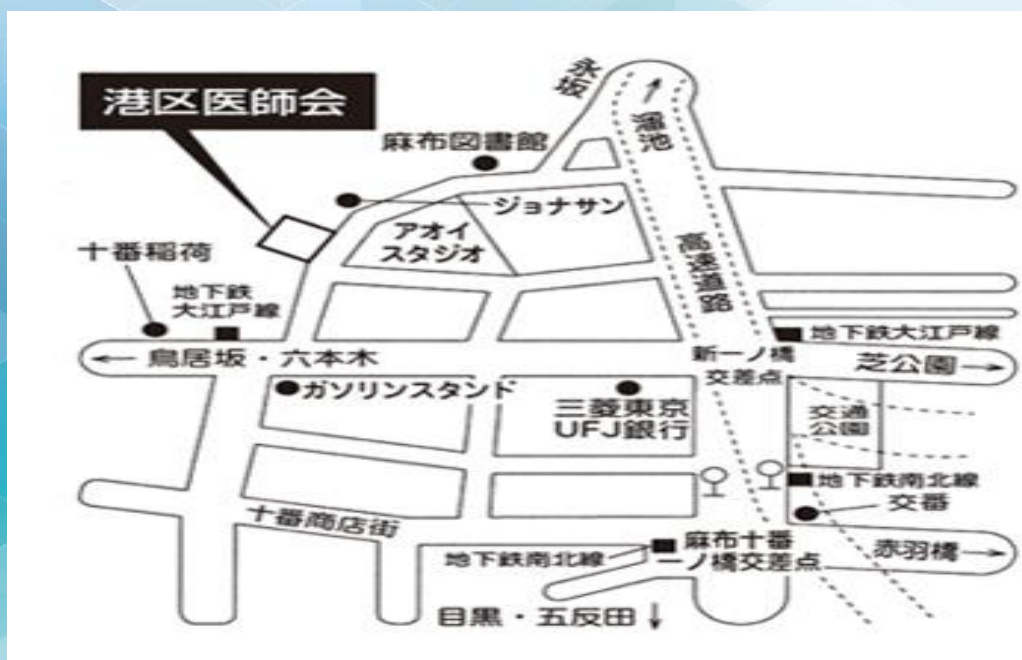 永坂
溜池
港区医師会
麻布図書館
ジョナサン
アオイ
スタジオ
十番稲荷
高速道路
地下鉄
大江戸線
地下鉄大江戸線
鳥居坂・六本木
新一ノ橋
交差点
芝公園
ガソリンスタンド
三菱東京
UFJ銀行
交通
公園
地下鉄南北線
交番
十番商店街
麻布十番
一ノ橋交差点
地下鉄南北線
赤羽橋
目黒・五反田